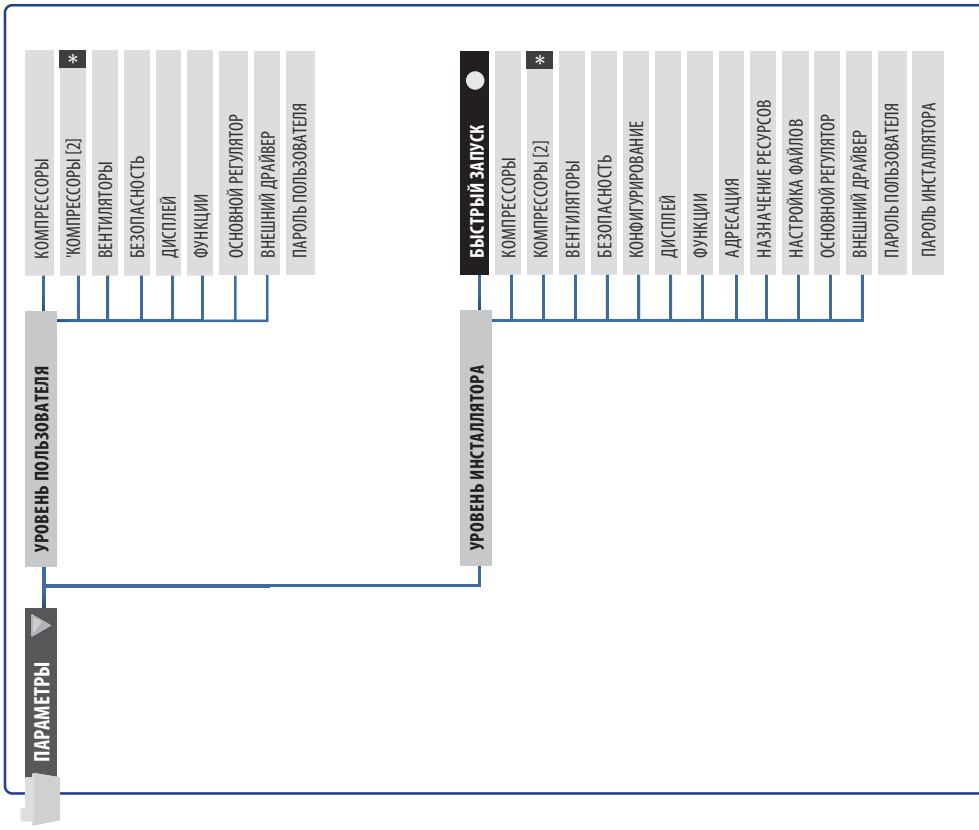 ПАРАМЕТРЫ
УРОВЕНЬ ПОЛЬЗОВАТЕЛЯ
КОМПРЕССОРЫ
'КОМПРЕССОРЫ [2] *
ВЕНТИЛЯТОРЫ
БЕЗОПАСНОСТЬ
ДИСПЛЕЙ
ФУНКЦИИ
ОСНОВНОЙ РЕГУЛЯТОР
ВНЕШНИЙ ДРАЙВЕР
ПАРОЛЬ ПОЛЬЗОВАТЕЛЯ
УРОВЕНЬ ИНСТАЛЛЯТОРА
БЫСТРЫЙ ЗАПУСК
КОМПРЕССОРЫ
КОМПРЕССОРЫ [2] *
ВЕНТИЛЯТОРЫ
БЕЗОПАСНОСТЬ
КОНФИГУРИРОВАНИЕ
ДИСПЛЕЙ
ФУНКЦИИ
АДРЕСАЦИЯ
НАЗНАЧЕНИЕ РЕСУРСОВ
НАСТРОЙКА ФАЙЛОВ
ОСНОВНОЙ РЕГУЛЯТОР
ВНЕШНИЙ ДРАЙВЕР
ПАРОЛЬ ПОЛЬЗОВАТЕЛЯ
ПАРОЛЬ ИНСТАЛЛЯТОРА